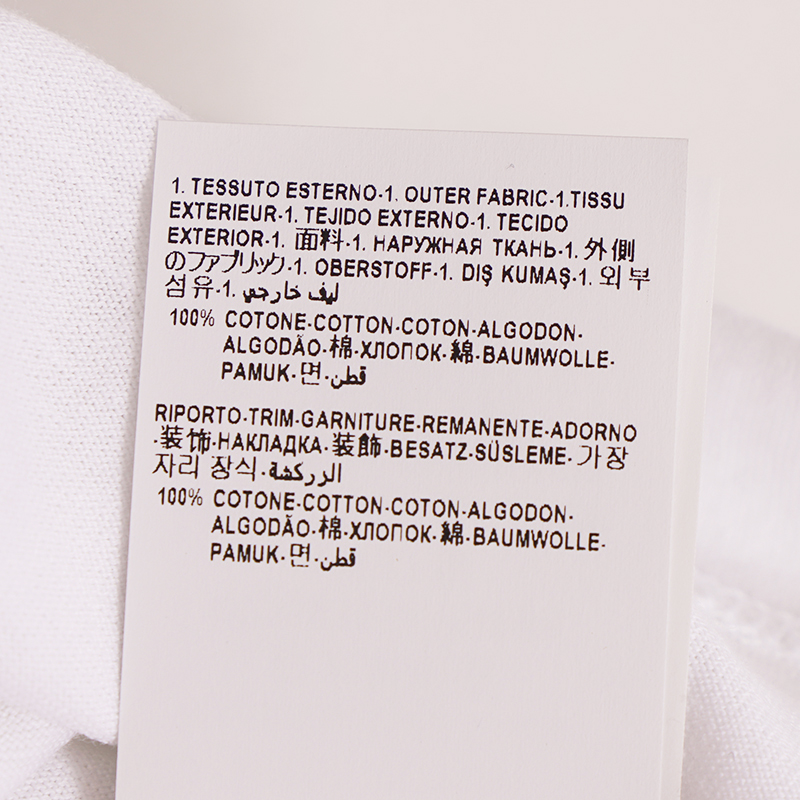 1. TESSUTO ESTERNO-1. OUTER FABRIC-1.TISSU
EXTERIEUR-1. TEJIDO EXTERNO-1. TECIDO
EXTERIOR-1. 面料-1. НАРУЖНАЯ ТКАНЬ-1. 外側
のファブリック-1. OBERSTOFF-1. DIŞ KUMAŞ-1. 외부
섬유-1. ليف خارجي
100% COTONE-COTTON-COTON-ALGODON-
ALGODÃO-棉-ХЛОПОК-綿-BAUMWOLLE-
PAMUK-면-قطن
RIPORTO-TRIM-GARNITURE-REMANENTE-ADORNO
-装饰-НАКЛАДКА-装飾-BESATZ-SÜSLEME-가장
자리 장식-الزركشة
100% COTONE-COTTON-COTON-ALGODON-
ALGODÃO-棉-ХЛОПОК-綿-BAUMWOLLE-
PAMUK-면-قطن